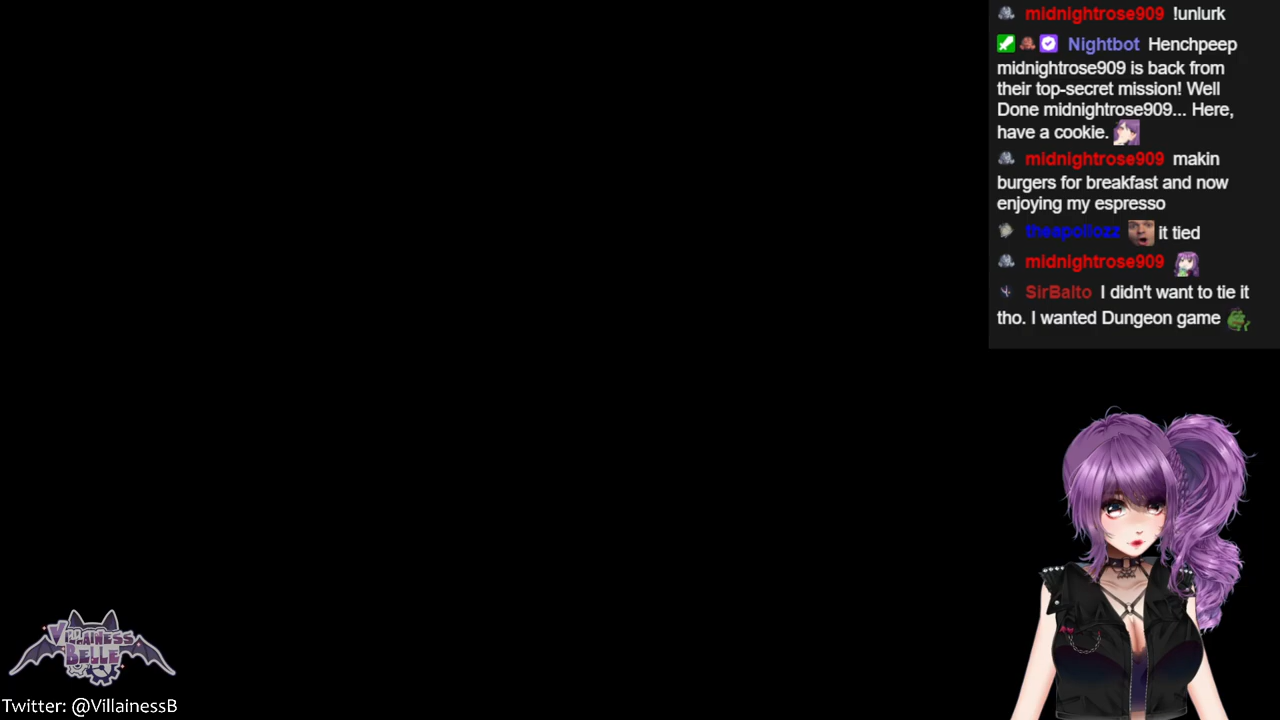 midnightrose909 !unlurk
Nightbot Henchpeep
midnightrose909 is back from
their top-secret mission! Well
Done midnightrose909... Here,
have a cookie.
midnightrose909 makin
burgers for breakfast and now
enjoying my espresso
theapollozz it tied
midnightrose909
SirBalto I didn't want to tie it
tho. I wanted Dungeon game
VILLAINESS
BELLE
Twitter: @VillainessB